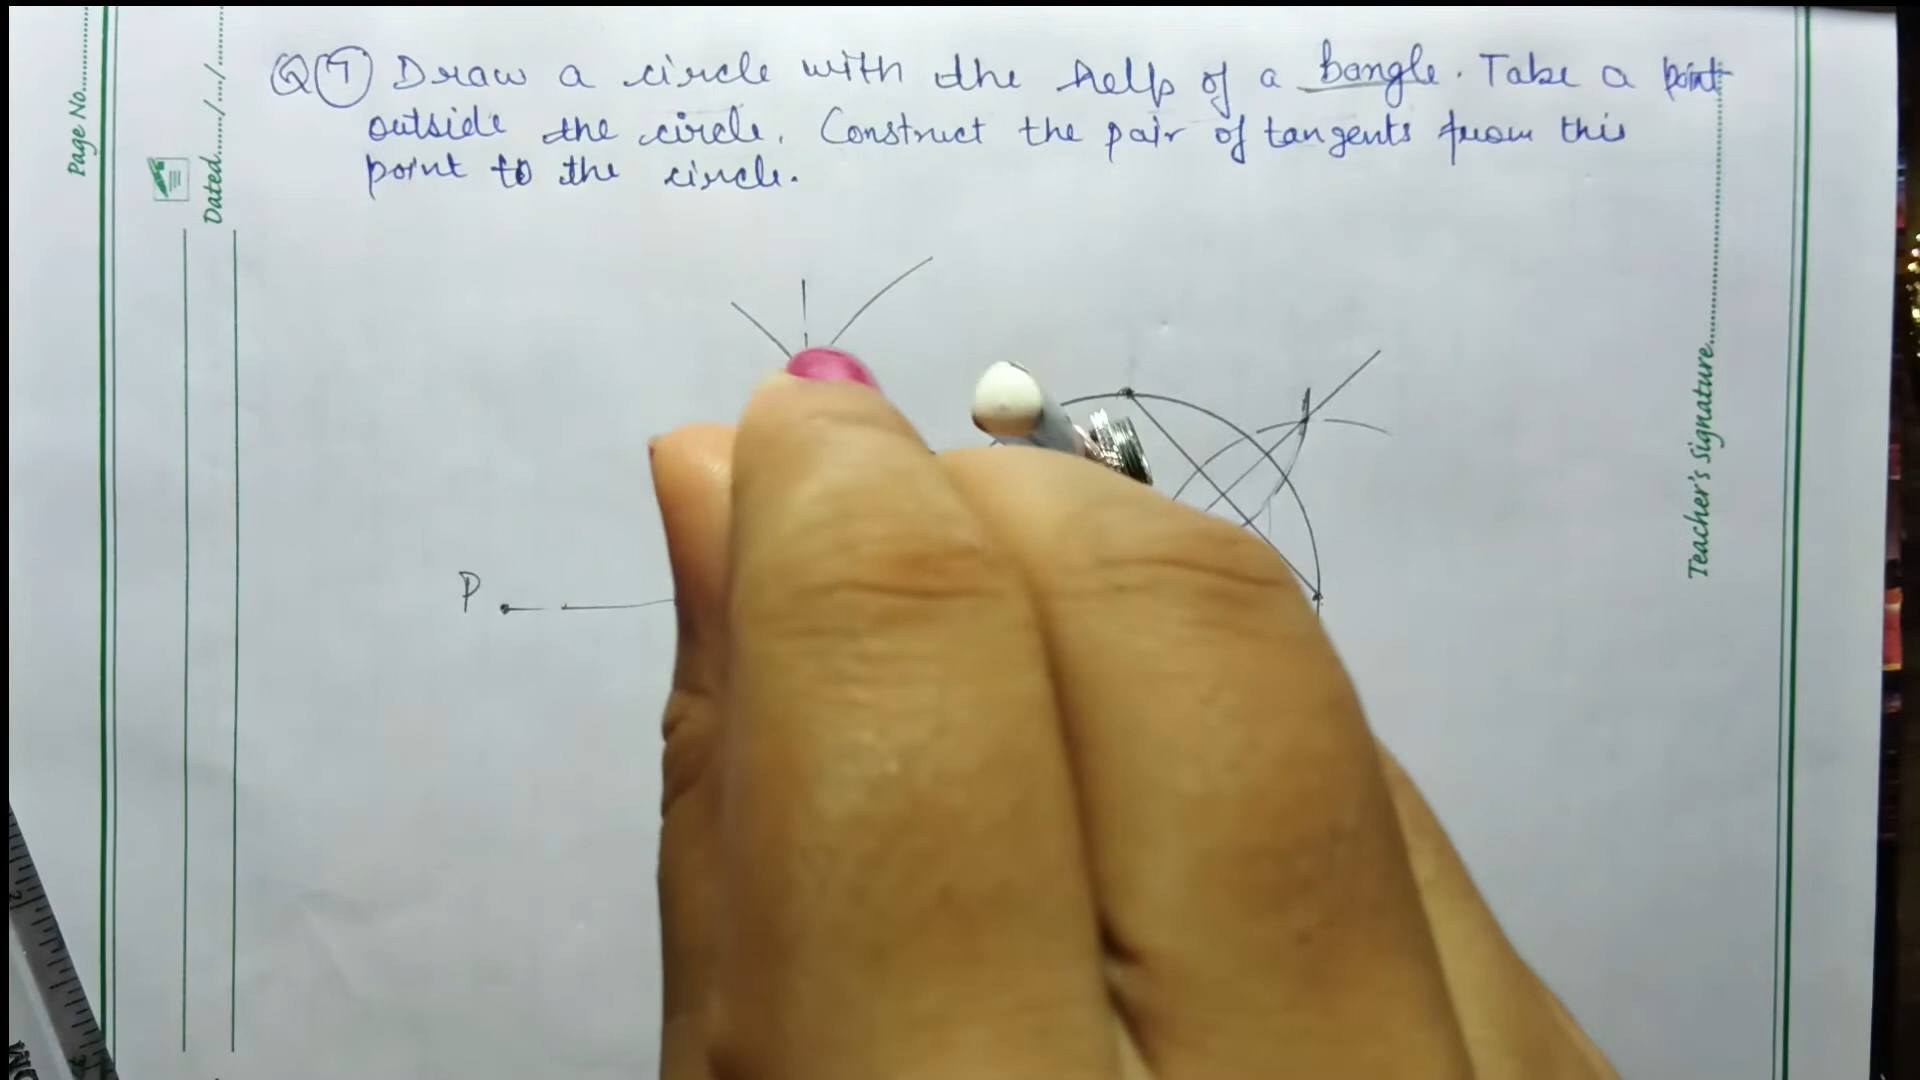 Q 7 Draw a circle with the help of a bangle. Take a point
outside the circle. Construct the pair of tangents from this
point to the circle.
P
Page No.
Dated....../....../......
Teacher's Signature